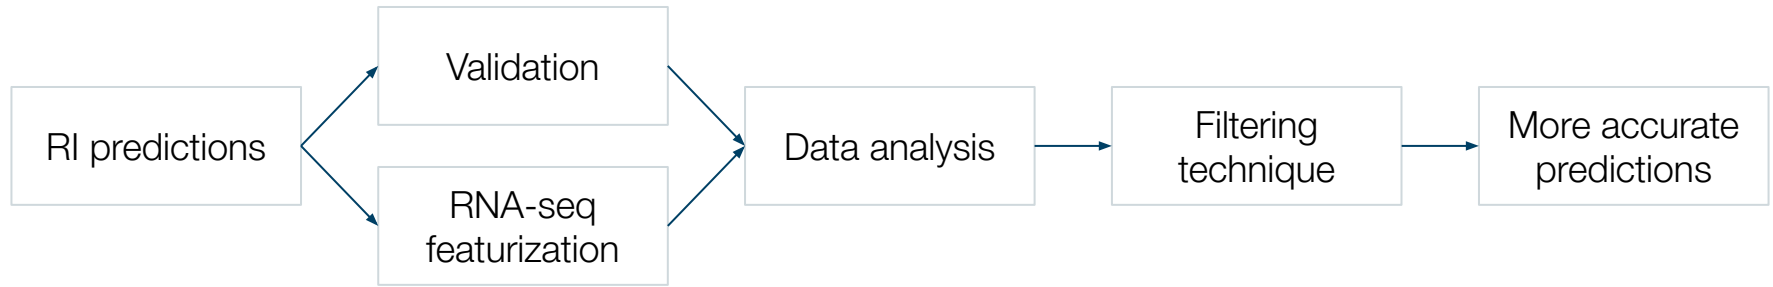 RI predictions
Validation
RNA-seq
featurization
Data analysis
Filtering
technique
More accurate
predictions